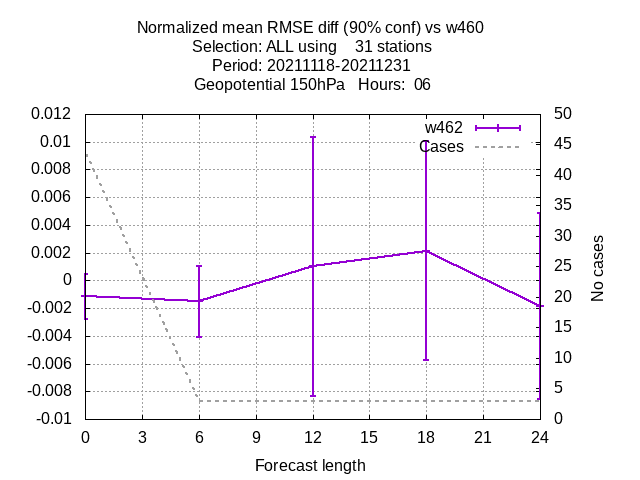 Normalized mean RMSE diff (90% conf) vs w460
Selection: ALL using    31 stations
Period: 20211118-20211231
Geopotential 150hPa   Hours:  06
w462
Cases
0.012
0.01
0.008
0.006
0.004
0.002
0
-0.002
-0.004
-0.006
-0.008
-0.01
50
45
40
35
30
25
20
15
10
5
0
No cases
0 3 6 9 12 15 18 21 24
Forecast length